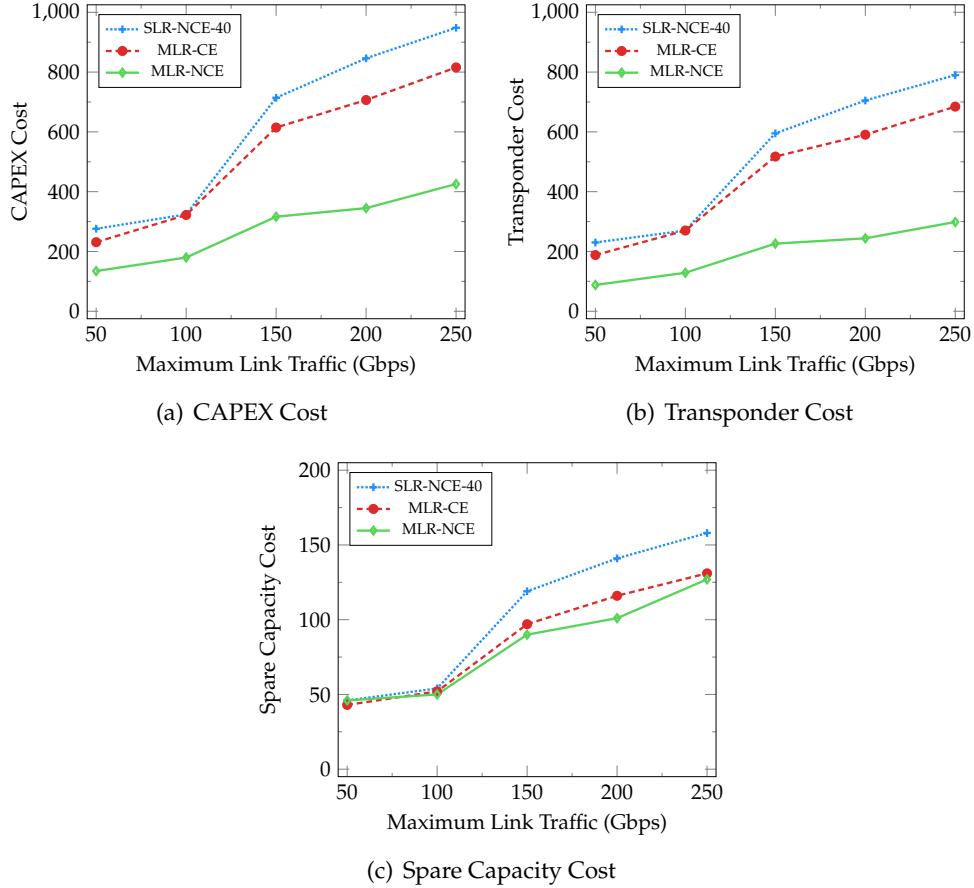 1,000
800
600
400
200
0
CAPEX Cost
SLR-NCE-40
MLR-CE
MLR-NCE
50 100 150 200 250
Maximum Link Traffic (Gbps)
(a) CAPEX Cost
1,000
800
600
400
200
0
Transponder Cost
SLR-NCE-40
MLR-CE
MLR-NCE
50 100 150 200 250
Maximum Link Traffic (Gbps)
(b) Transponder Cost
200
150
100
50
0
Spare Capacity Cost
SLR-NCE-40
MLR-CE
MLR-NCE
50 100 150 200 250
Maximum Link Traffic (Gbps)
(c) Spare Capacity Cost